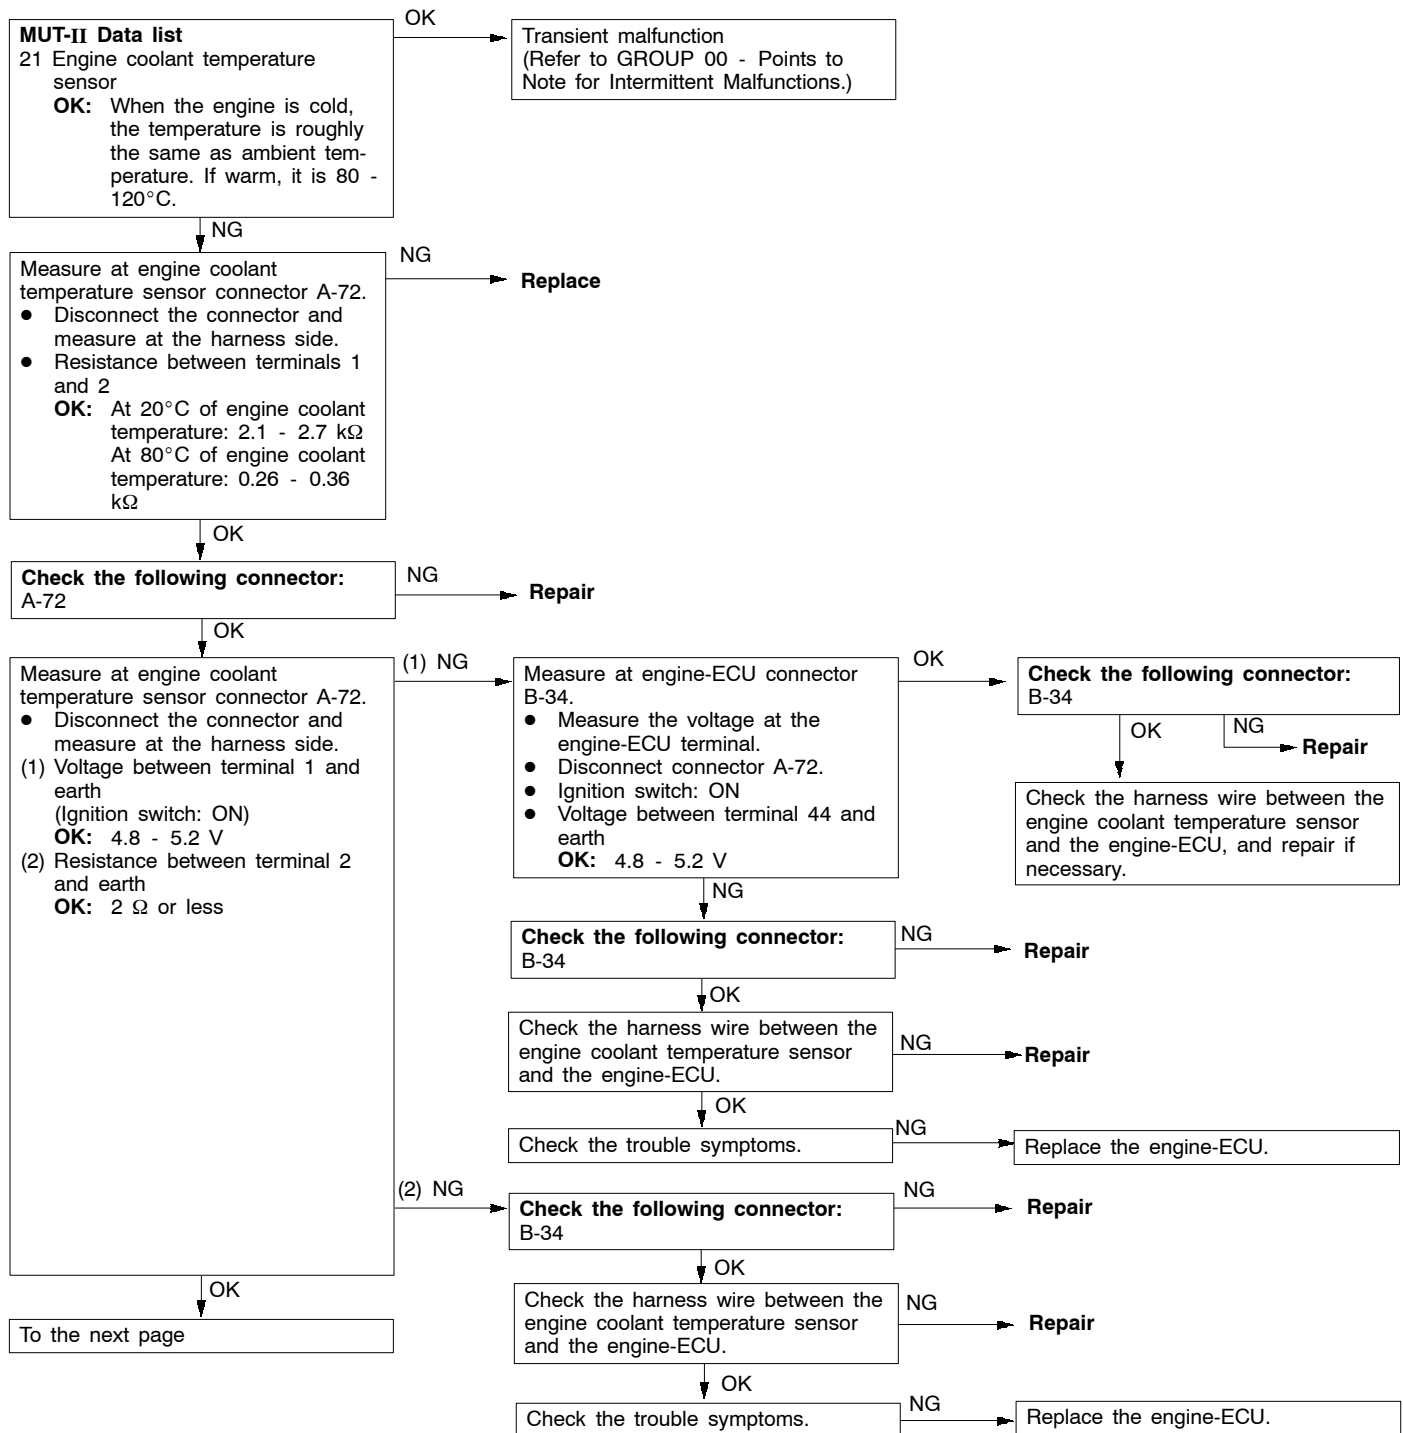 MUT-II Data list
21 Engine coolant temperature
sensor
OK: When the engine is cold,
the temperature is roughly
the same as ambient tem-
perature. If warm, it is 80 -
120°C.
OK
Transient malfunction
(Refer to GROUP 00 - Points to
Note for Intermittent Malfunctions.)
NG
Measure at engine coolant
temperature sensor connector A-72.
● Disconnect the connector and
measure at the harness side.
● Resistance between terminals 1
and 2
OK: At 20°C of engine coolant
temperature: 2.1 - 2.7 kΩ
At 80°C of engine coolant
temperature: 0.26 - 0.36
kΩ
NG
Replace
OK
Check the following connector:
A-72
NG
Repair
OK
Measure at engine coolant
temperature sensor connector A-72.
● Disconnect the connector and
measure at the harness side.
(1) Voltage between terminal 1 and
earth
(Ignition switch: ON)
OK: 4.8 - 5.2 V
(2) Resistance between terminal 2
and earth
OK: 2 Ω or less
(1) NG
Measure at engine-ECU connector
B-34.
● Measure the voltage at the
engine-ECU terminal.
● Disconnect connector A-72.
● Ignition switch: ON
● Voltage between terminal 44 and
earth
OK: 4.8 - 5.2 V
OK
Check the following connector:
B-34
OK
NG
Repair
Check the harness wire between the
engine coolant temperature sensor
and the engine-ECU, and repair if
necessary.
NG
Check the following connector:
B-34
NG
Repair
OK
Check the harness wire between the
engine coolant temperature sensor
and the engine-ECU.
NG
Repair
OK
Check the trouble symptoms.
NG
Replace the engine-ECU.
(2) NG
Check the following connector:
B-34
NG
Repair
OK
Check the harness wire between the
engine coolant temperature sensor
and the engine-ECU.
NG
Repair
OK
Check the trouble symptoms.
NG
Replace the engine-ECU.
OK
To the next page